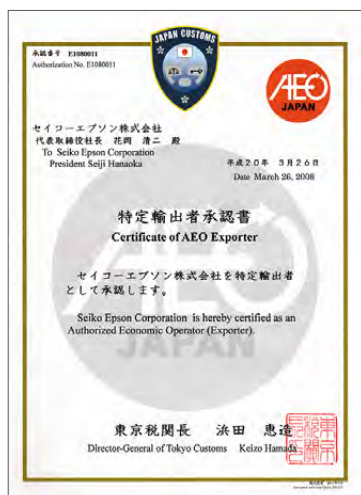 JAPAN CUSTOMS
承認番号 E1080011
Authorization No. E1080011
AEO
JAPAN
セイコーエプソン株式会社
代表取締役社長 花岡 清二 殿
To Seiko Epson Corporation
President Seiji Hanaoka
平成20年 3月26日
Date March 26, 2008
特定輸出者承認書
Certificate of AEO Exporter
セイコーエプソン株式会社を特定輸出者
として承認します。
Seiko Epson Corporation is hereby certified as an
Authorized Economic Operator (Exporter).
AEO
JAPAN
東京税関長 浜田 恵造
Director-General of Tokyo Customs Keizo Hamada